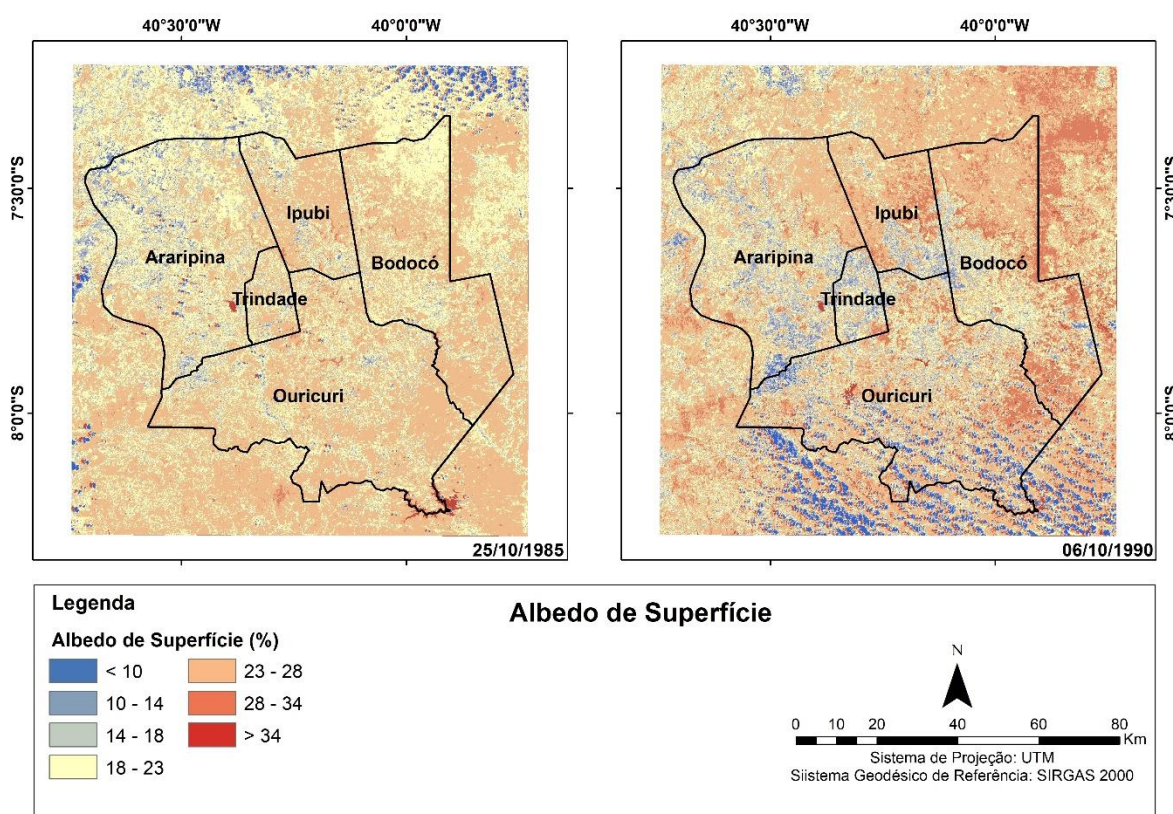 40°30'0"W 40°0'0"W 40°30'0"W 40°0'0"W
7°30'0"S
8°0'0"S
Ipubi
Araripina
Bodocó
Trindade
Ouricuri
25/10/1985
Ipubi
Araripina
Bodocó
Trindade
Ouricuri
06/10/1990
7°30'0"S
8°0'0"S
Legenda
Albedo de Superfície (%)
< 10
10 - 14
14 - 18
18 - 23
23 - 28
28 - 34
> 34
Albedo de Superfície
N
0 10 20 40 60 80
Km
Sistema de Projeção: UTM
Siistema Geodésico de Referência: SIRGAS 2000